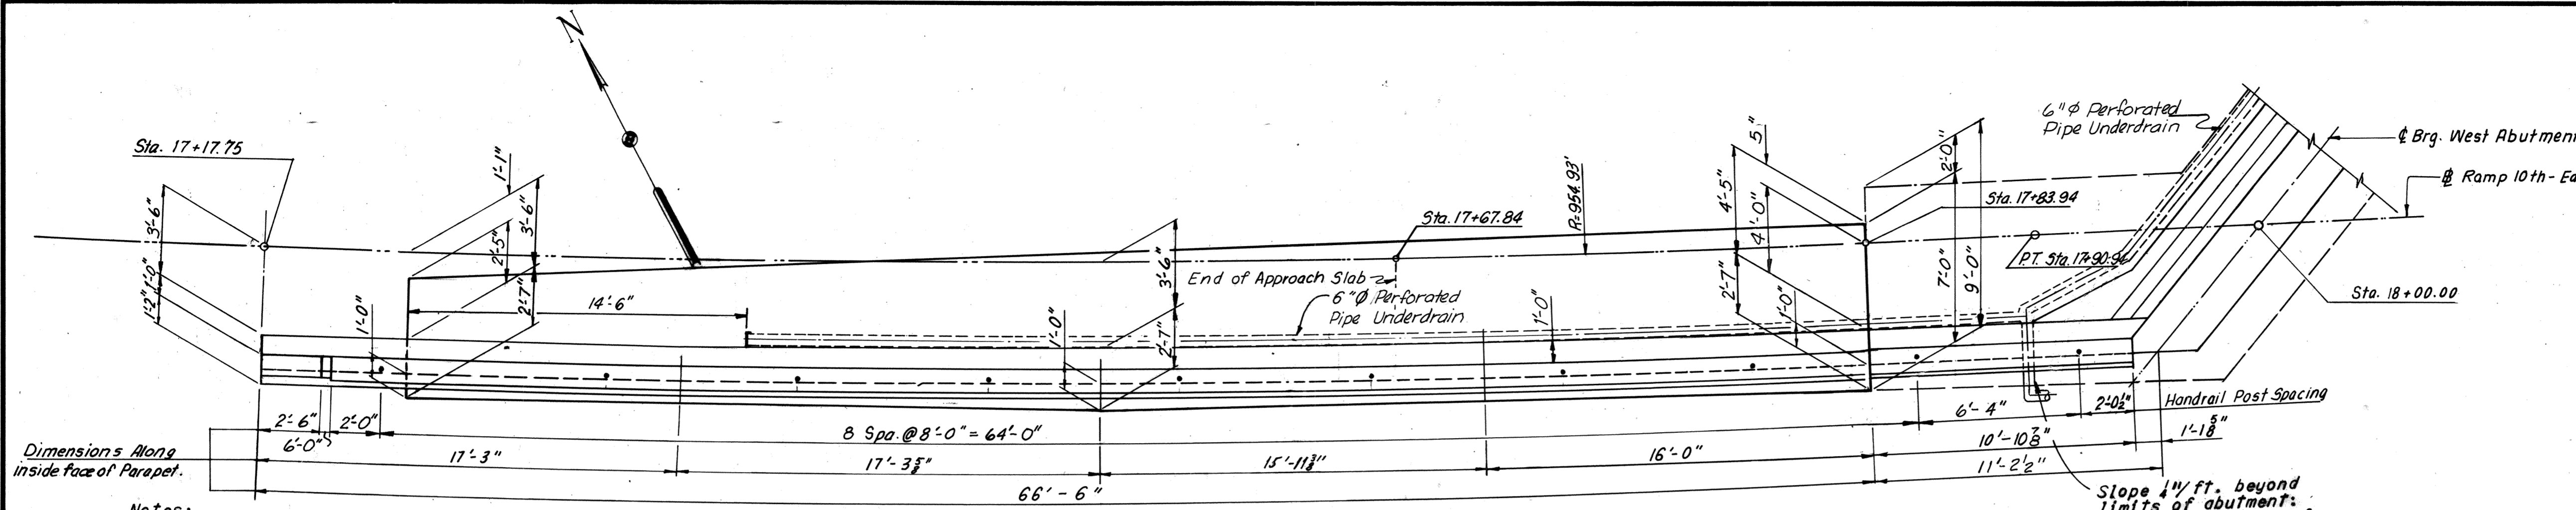 N
Sta. 17+17.75
3'-6"
1'-0"
1'-2"
1'-1"
3'-6"
2'-5"
2'-7"
1'-0"
14'-6"
6"Ø Perforated
Pipe Underdrain
1'-0"
3'-6"
2'-7"
End of Approach Slab
Sta. 17+67.84
1'-0"
R=954.93'
5"
4'-5"
4'-0"
2'-7"
1'-0"
2'-0"
7'-0"
9'-0"
Sta. 17+83.94
P.T. Sta. 17+90.96
6"Ø Perforated
Pipe Underdrain
℄ Brg. West Abutment
Ramp 10th-Ea
Sta. 18+00.00
2'-6"
6'-0"
2'-0"
8 Spa. @ 8'-0" = 64'-0"
6'-4"
2'-0½"
Handrail Post Spacing
Dimensions Along
inside face of Parapet.
17'-3"
17'-3⅝"
15'-11⅜"
16'-0"
10'-10⅞"
1'-1⅝"
66'-6"
11'-2½"
Slope ¼"/ft. beyond
limits of abutment:
Notes: